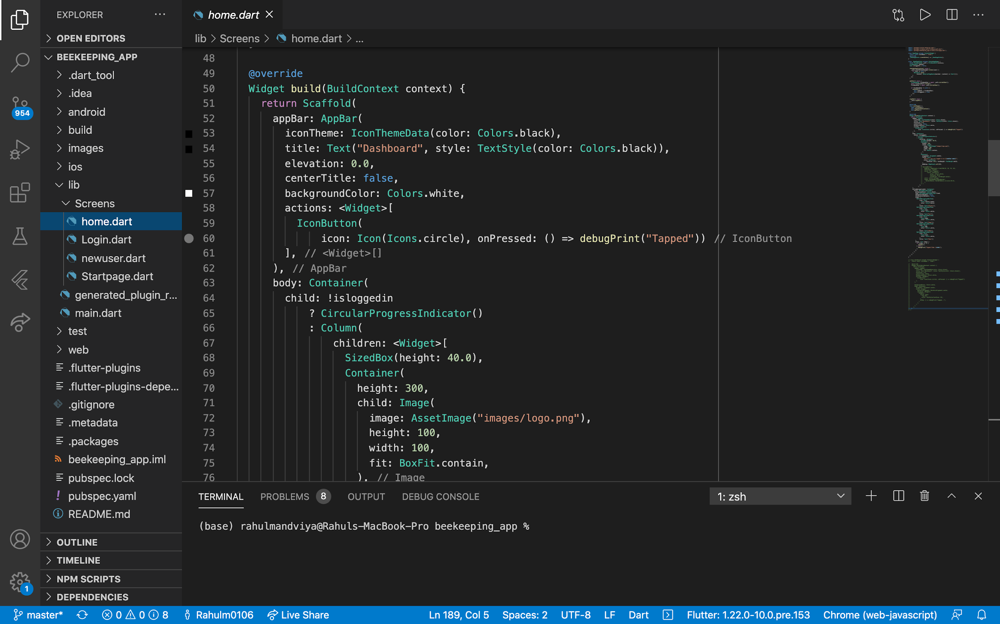 EXPLORER
···
OPEN EDITORS
BEEKEEPING_APP
.dart_tool
.idea
android
build
images
ios
lib
Screens
home.dart
Login.dart
newuser.dart
Startpage.dart
generated_plugin_r...
main.dart
test
web
.flutter-plugins
.flutter-plugins-depe...
.gitignore
.metadata
.packages
beekeeping_app.iml
pubspec.lock
! pubspec.yaml
README.md
OUTLINE
TIMELINE
NPM SCRIPTS
DEPENDENCIES
954
1
home.dart
lib > Screens > home.dart > ...
48
49 @override
50 Widget build(BuildContext context) {
51 return Scaffold(
52 appBar: AppBar(
53 iconTheme: IconThemeData(color: Colors.black),
54 title: Text("Dashboard", style: TextStyle(color: Colors.black)),
55 elevation: 0.0,
56 centerTitle: false,
57 backgroundColor: Colors.white,
58 actions: <Widget>[
59 IconButton(
60 icon: Icon(Icons.circle), onPressed: () => debugPrint("Tapped")) // IconButton
61 ], // <Widget>[]
62 ), // AppBar
63 body: Container(
64 child: !isloggedin
65 ? CircularProgressIndicator()
66 : Column(
67 children: <Widget>[
68 SizedBox(height: 40.0),
69 Container(
70 height: 300,
71 child: Image(
72 image: AssetImage("images/logo.png"),
73 height: 100,
74 width: 100,
75 fit: BoxFit.contain,
76 ), // Image
TERMINAL PROBLEMS 8 OUTPUT DEBUG CONSOLE 1: zsh
(base) rahulmandviya@Rahuls-MacBook-Pro beekeeping_app %
master* 0 0 8 Rahulm0106 Live Share Ln 189, Col 5 Spaces: 2 UTF-8 LF Dart Flutter: 1.22.0-10.0.pre.153 Chrome (web-javascript)